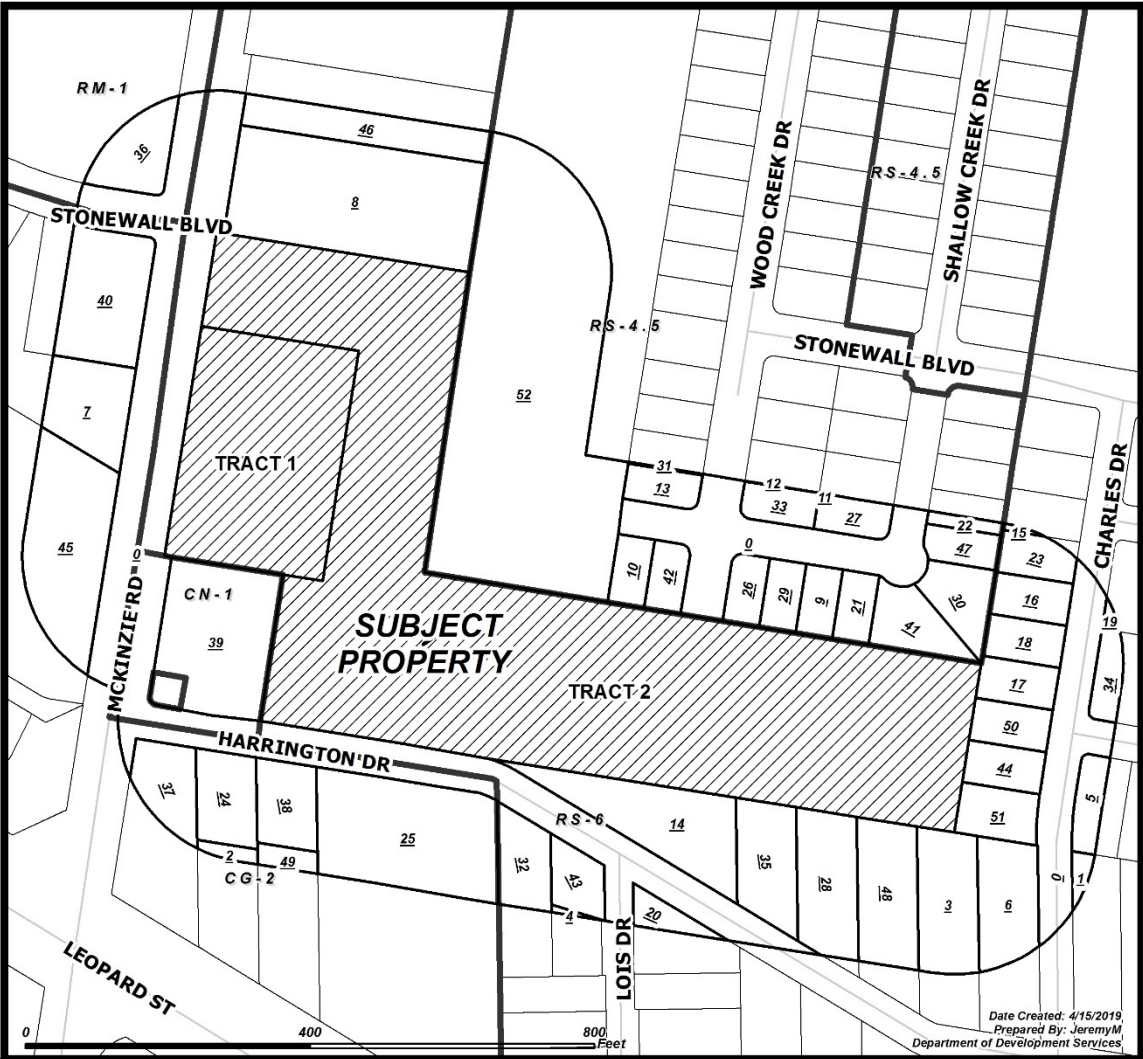 RM-1
36
46
8
STONEWALL BLVD
40
7
45
TRACT 1
52
RS-4.5
WOOD CREEK DR
RS-4.5
SHALLOW CREEK DR
STONEWALL BLVD
CHARLES DR
31
13
12
33
11
27
22
47
15
23
0
10
42
26
29
9
21
41
30
16
18
17
50
44
51
19
34
5
1
0
0
MCKINZIE RD
CN-1
39
SUBJECT
PROPERTY
TRACT 2
HARRINGTON DR
37
24
38
2
49
CG-2
25
RS-6
32
43
4
20
14
35
28
48
3
6
LOIS DR
LEOPARD ST
0 400 800
Feet
Date Created: 4/15/2019
Prepared By: JeremyM
Department of Development Services